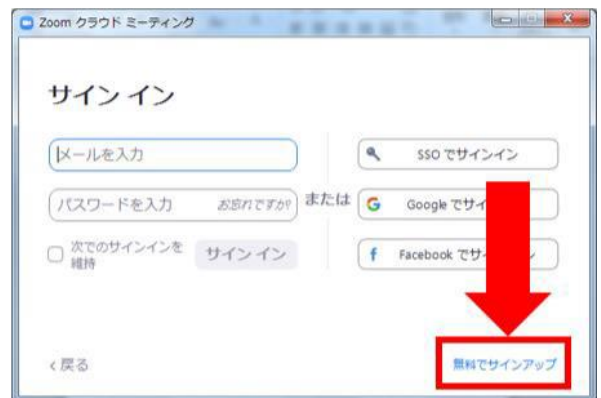 Zoom クラウド ミーティング
サイン イン
メールを入力
パスワードを入力 お忘れですか?
次でのサインインを
維持
サイン イン
または
SSO でサインイン
Google でサイ
Facebook でサ ン
< 戻る
無料でサインアップ